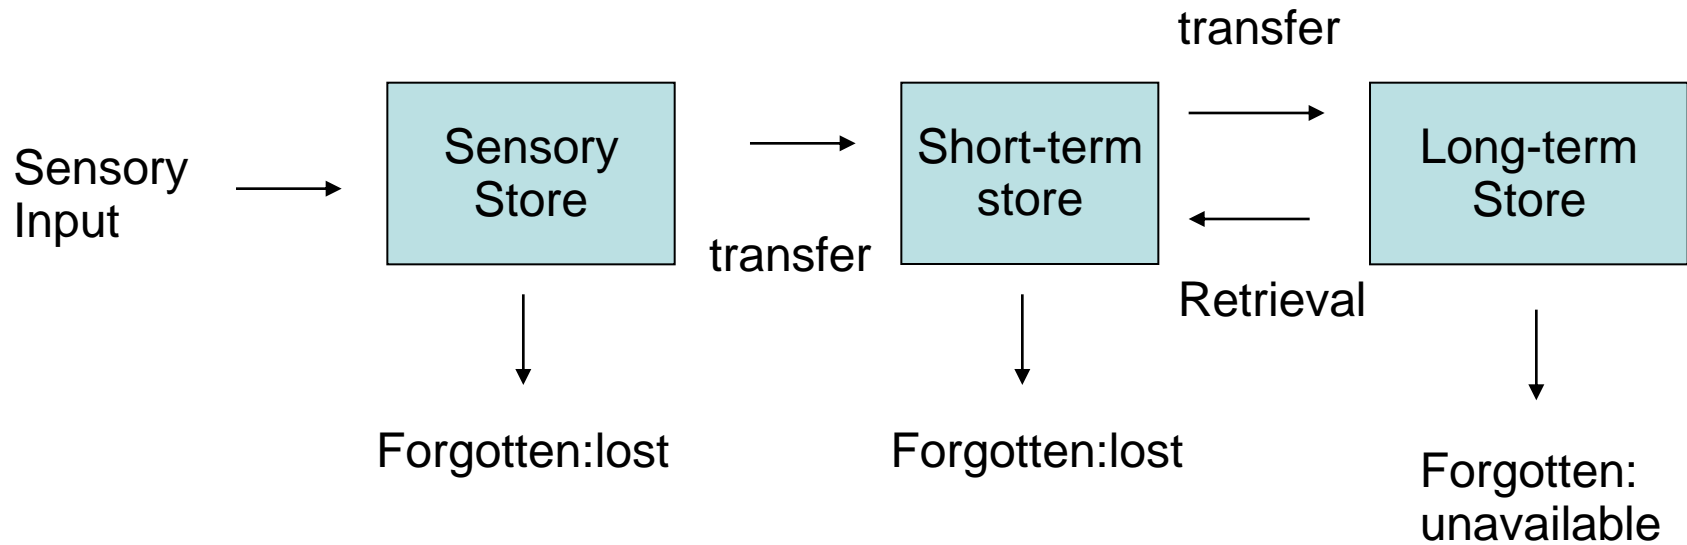 transfer
Sensory
Input
Sensory
Store
Short-term
store
Long-term
Store
transfer
Retrieval
Forgotten:lost
Forgotten:lost
Forgotten:
unavailable